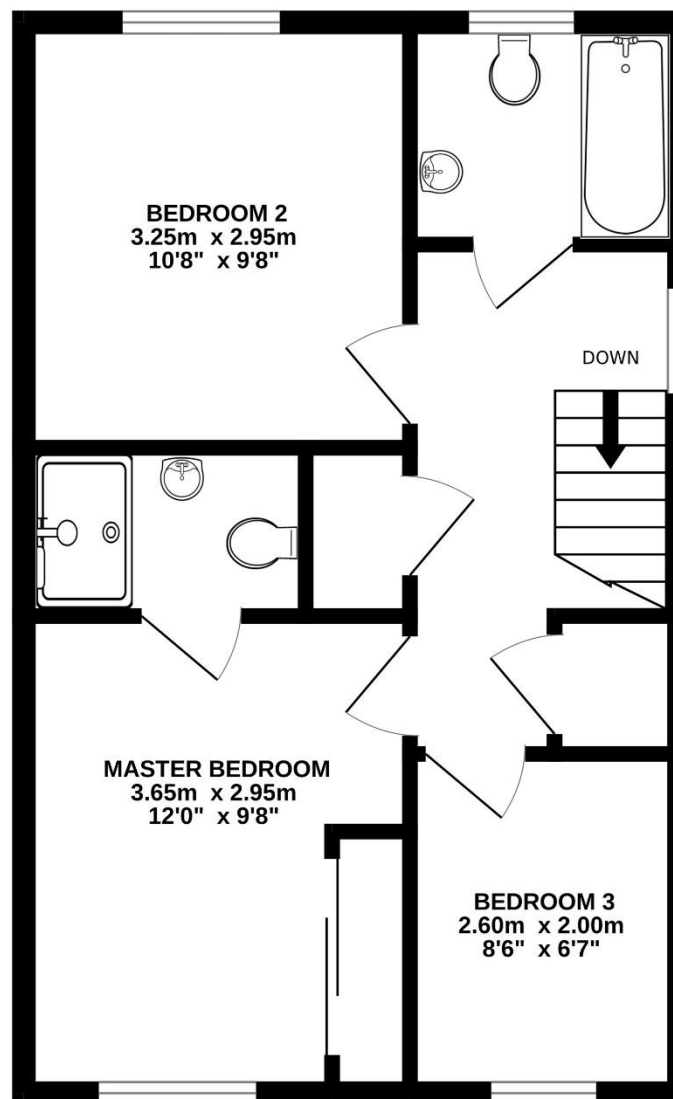 BEDROOM 2
3.25m x 2.95m
10'8" x 9'8"
DOWN
MASTER BEDROOM
3.65m x 2.95m
12'0" x 9'8"
BEDROOM 3
2.60m x 2.00m
8'6" x 6'7"